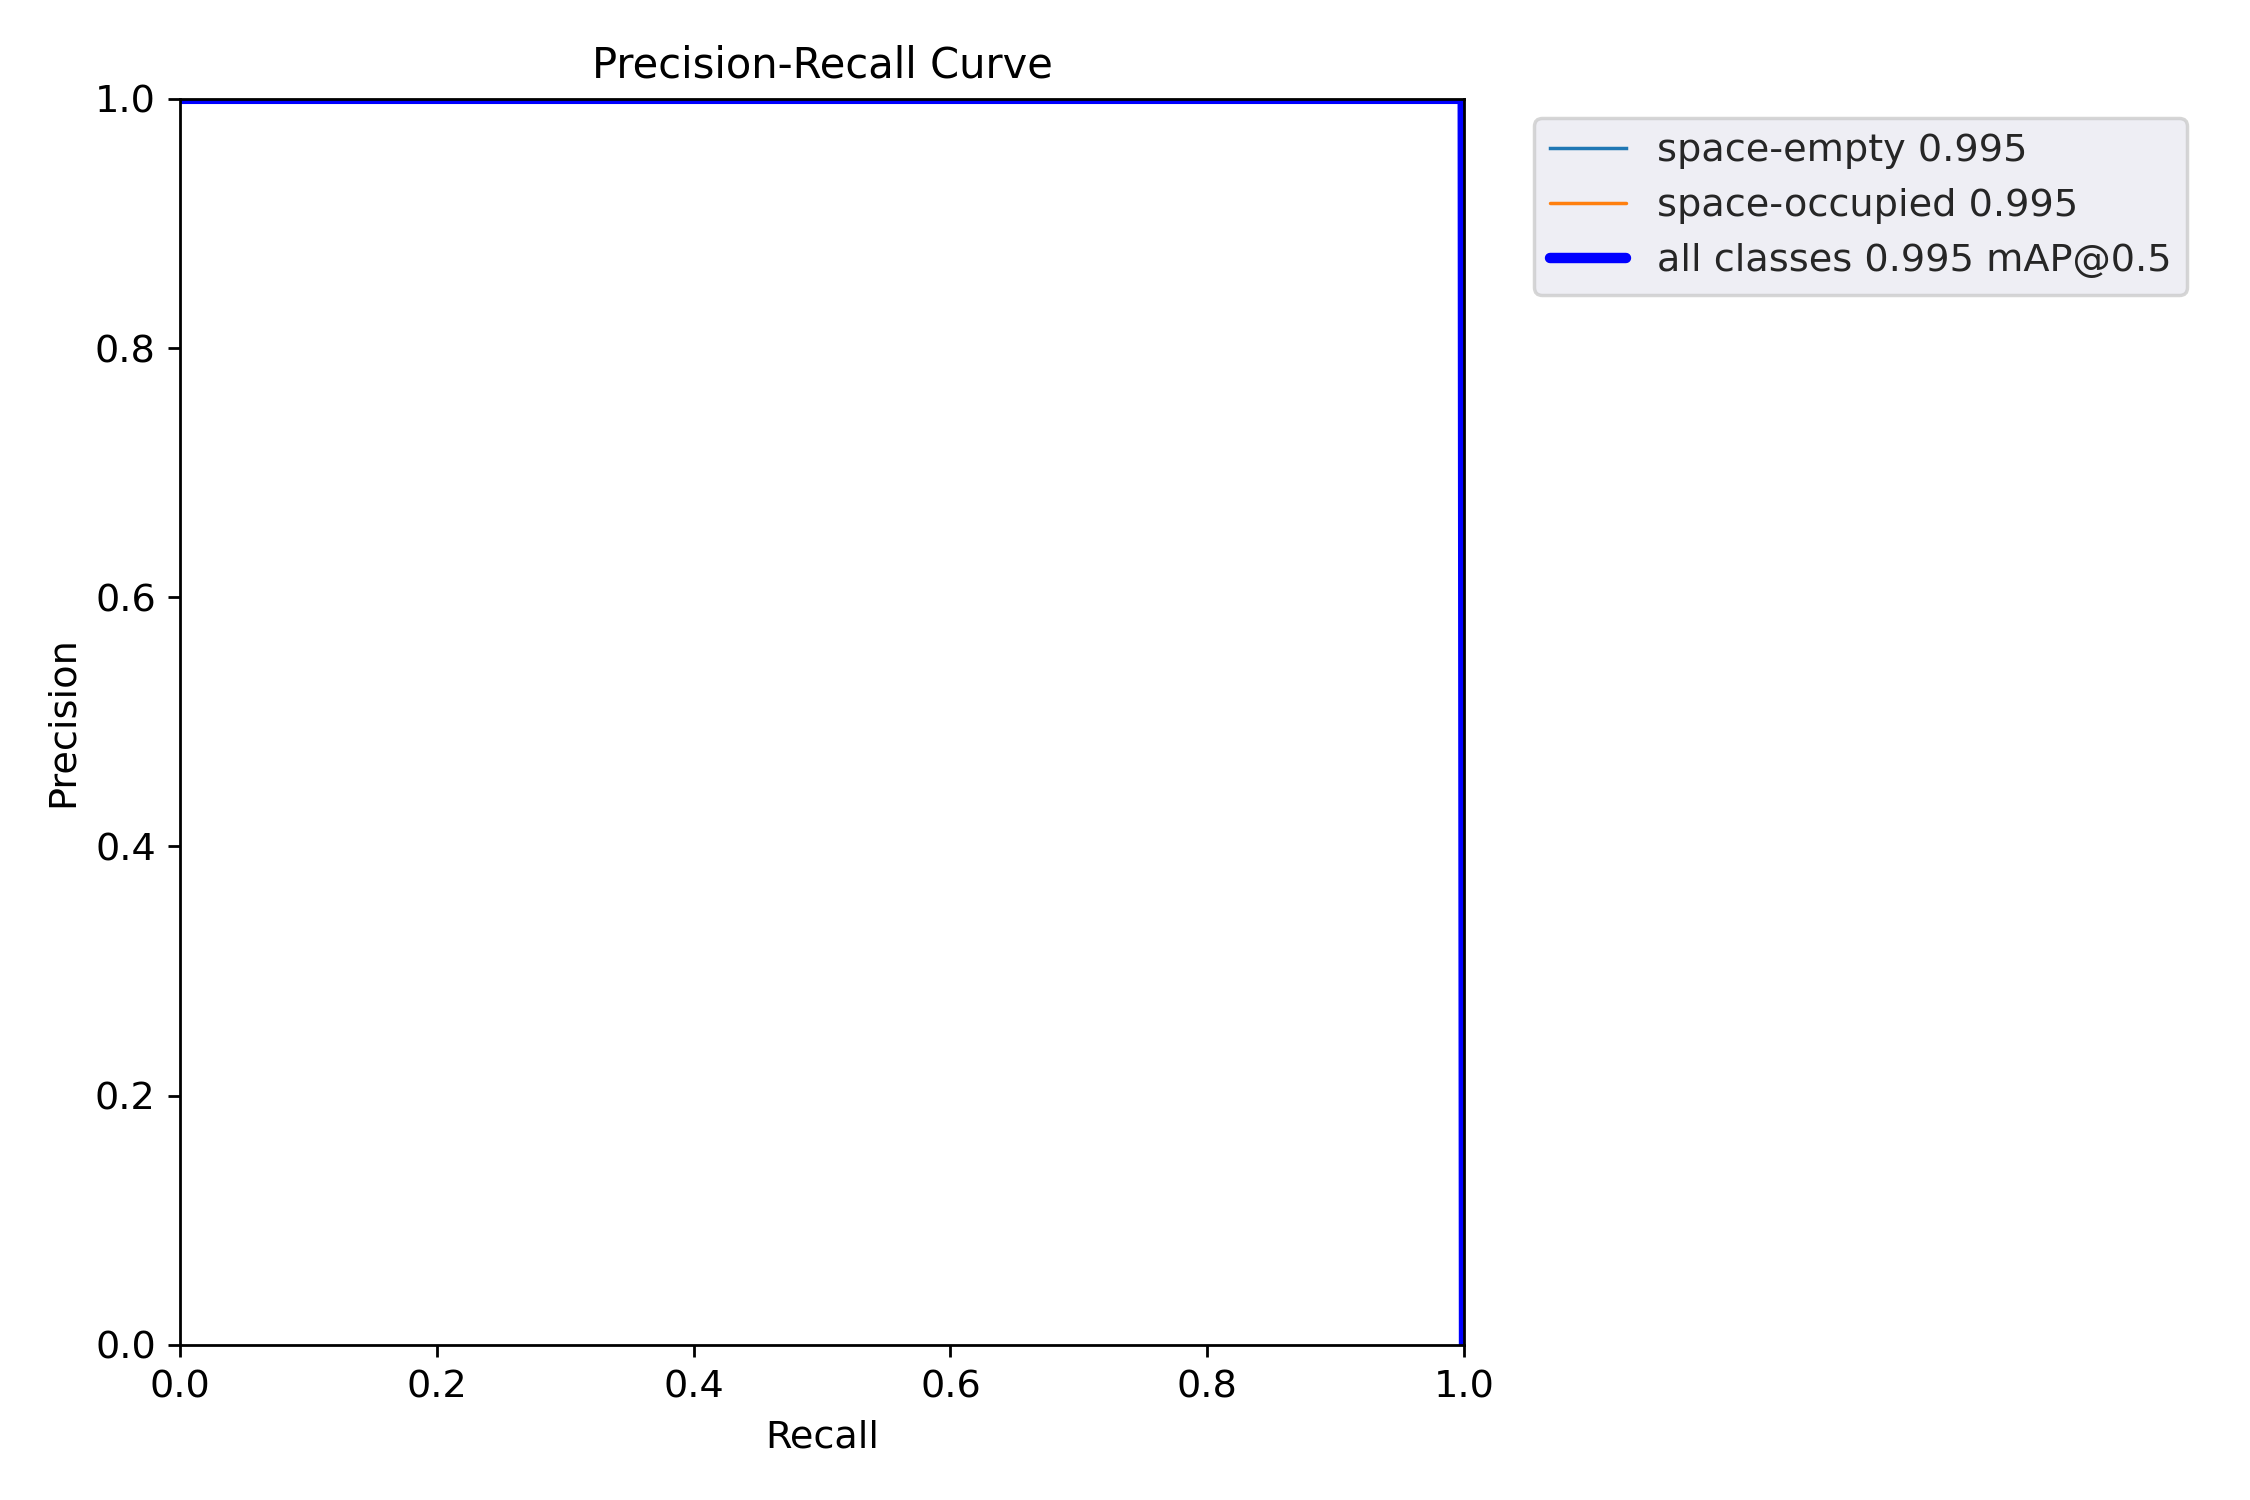 Precision-Recall Curve
1.0
0.8
0.6
0.4
0.2
0.0
Precision
0.0 0.2 0.4 0.6 0.8 1.0
Recall
space-empty 0.995
space-occupied 0.995
all classes 0.995 mAP@0.5